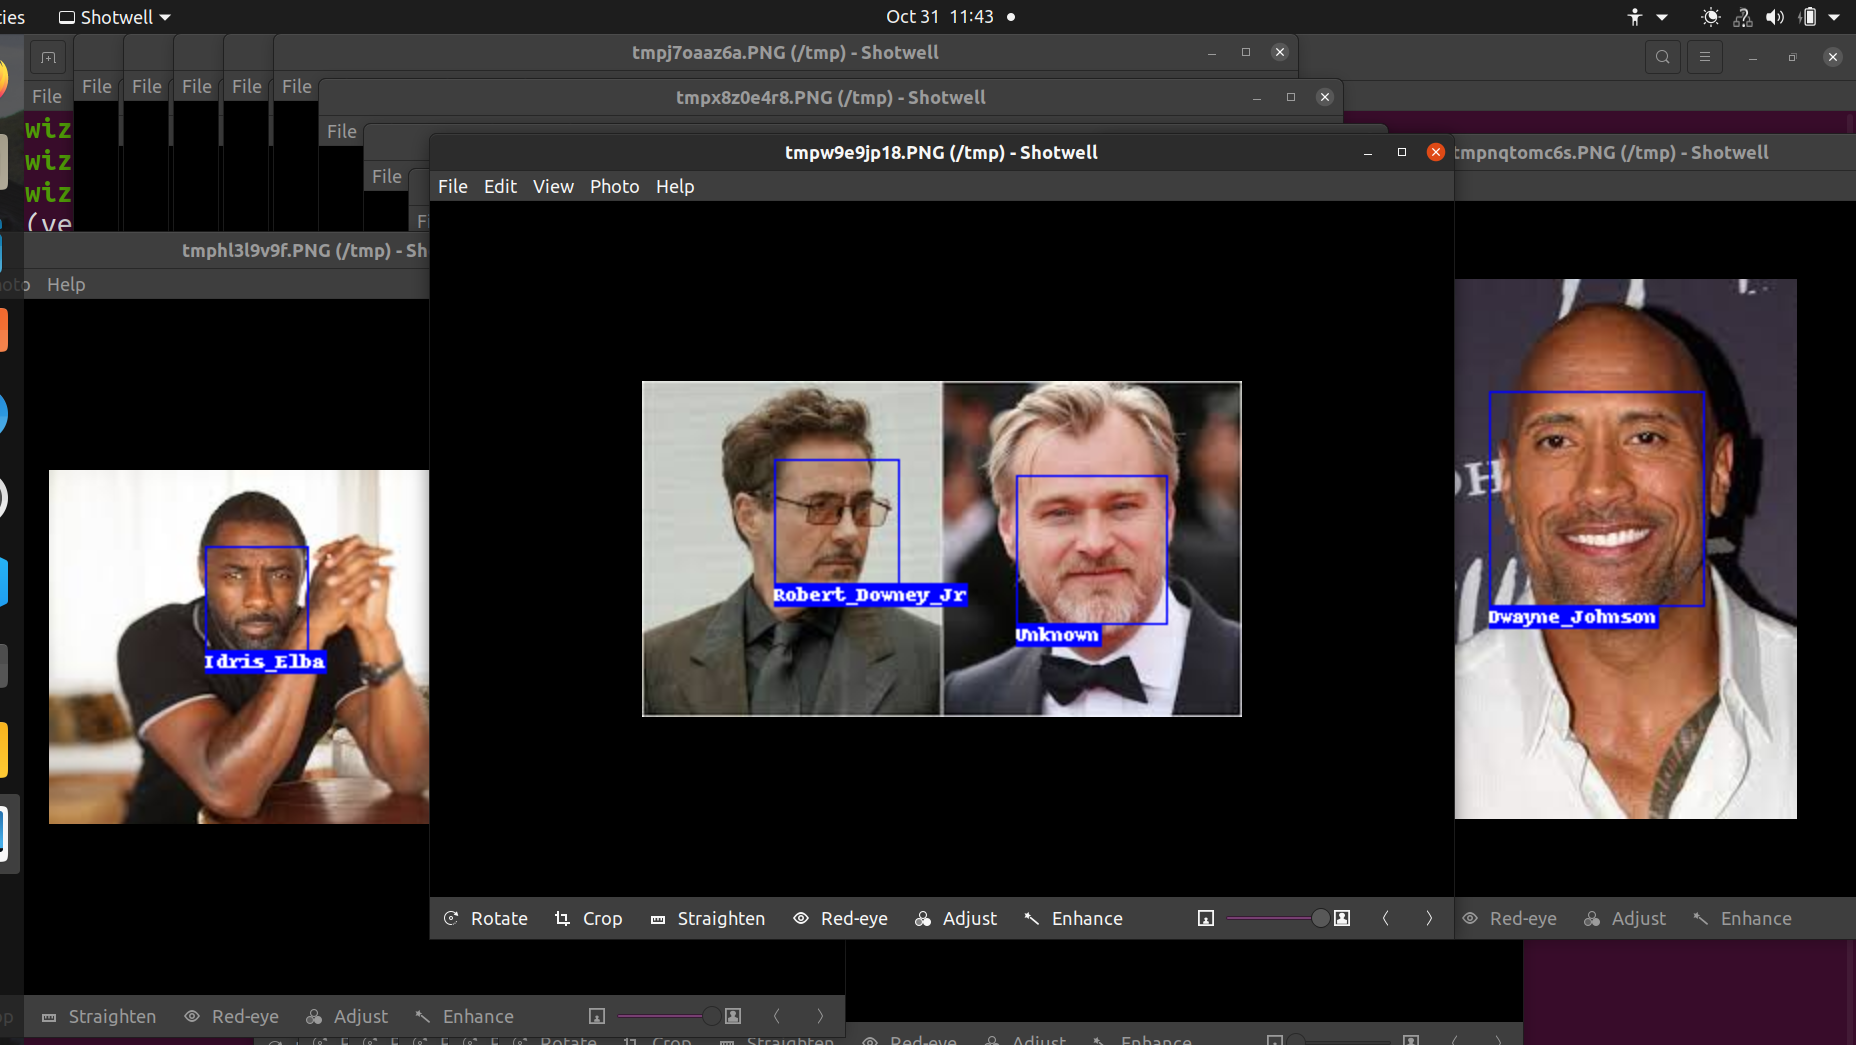 ies Shotwell Oct 31 11:43
tmpj7oaaz6a.PNG (/tmp) - Shotwell
File File File File File File
tmpx8z0e4r8.PNG (/tmp) - Shotwell
File
wiz
wiz
wiz
(ve
File
F
tmpw9e9jp18.PNG (/tmp) - Shotwell
File Edit View Photo Help
tmpnqtomc6s.PNG (/tmp) - Shotwell
tmphl3l9v9f.PNG (/tmp) - Sh
oto Help
Idris_Elba
Robert_Downey_Jr
Unknown
Dwayne_Johnson
OH
Rotate Crop Straighten Red-eye Adjust Enhance
Red-eye Adjust Enhance
op Straighten Red-eye Adjust Enhance
Rotate Crop Straighten Red-eye Adjust Enhance